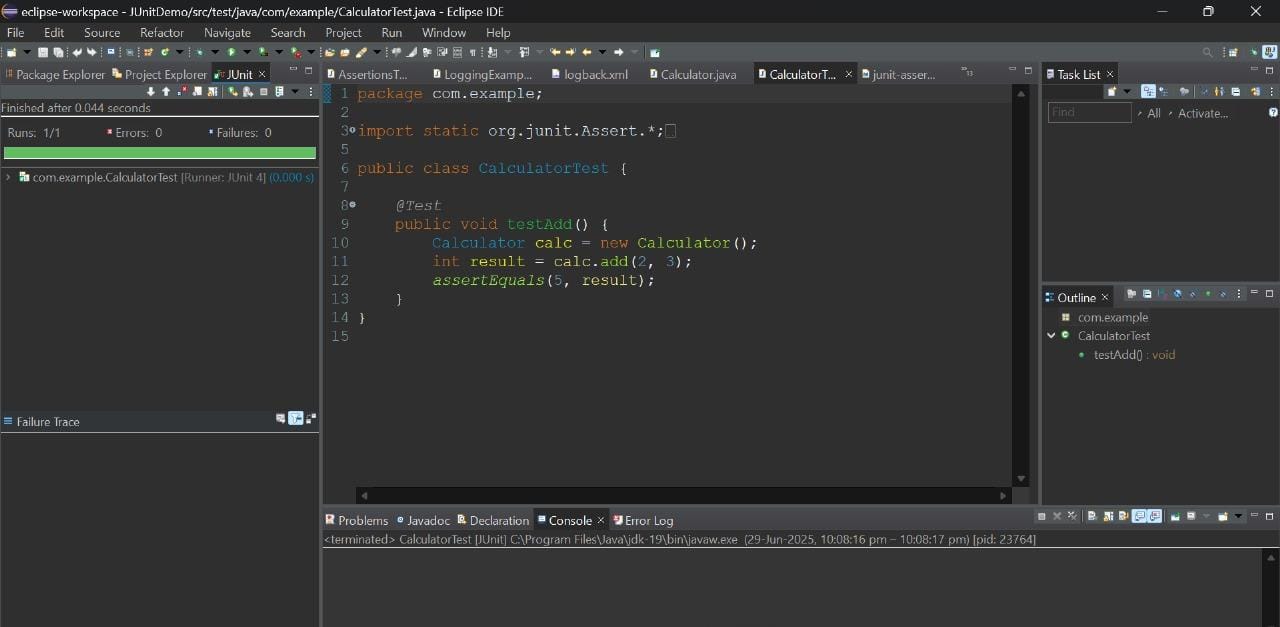 eclipse-workspace - JUnitDemo/src/test/java/com/example/CalculatorTest.java - Eclipse IDE
File Edit Source Refactor Navigate Search Project Run Window Help
Package Explorer Project Explorer JUnit
Finished after 0.044 seconds
Runs: 1/1 Errors: 0 Failures: 0
com.example.CalculatorTest [Runner: JUnit 4] (0.000 s)
Failure Trace
AssertionsT... LoggingExamp... logback.xml Calculator.java CalculatorT... junit-asser... »13
1 package com.example;
2
3 import static org.junit.Assert.*;
5
6 public class CalculatorTest {
7
8 @Test
9 public void testAdd() {
10 Calculator calc = new Calculator();
11 int result = calc.add(2, 3);
12 assertEquals(5, result);
13 }
14 }
15
Problems Javadoc Declaration Console Error Log
<terminated> CalculatorTest [JUnit] C:\Program Files\Java\jdk-19\bin\javaw.exe (29-Jun-2025, 10:08:16 pm – 10:08:17 pm) [pid: 23764]
Task List
Find All Activate...
Outline
com.example
CalculatorTest
testAdd() : void